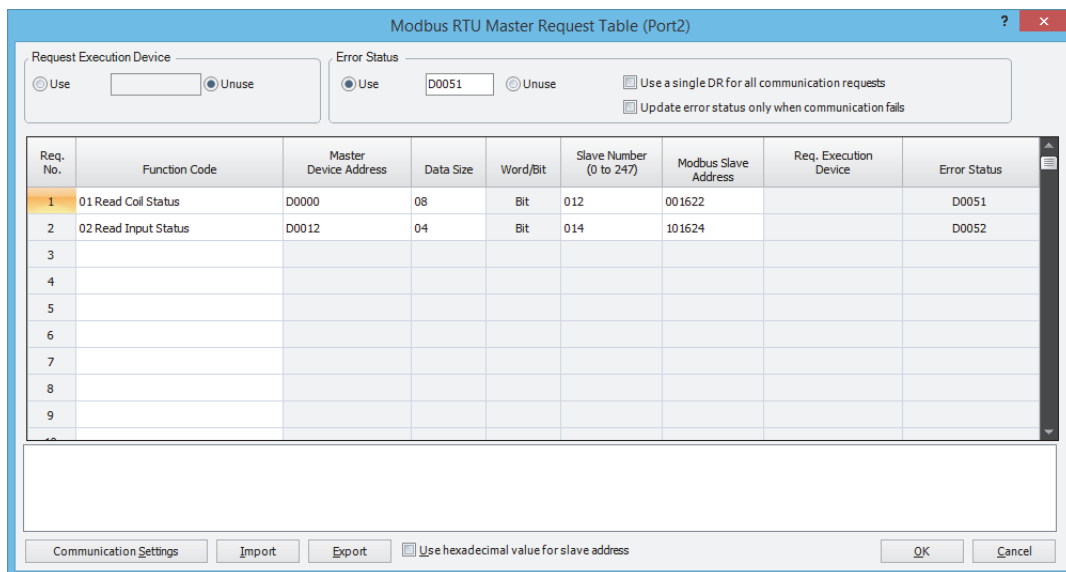 Modbus RTU Master Request Table (Port2)
? ×
Request Execution Device
Use Unuse
Error Status
Use D0051 Unuse
Use a single DR for all communication requests
Update error status only when communication fails
Req. No. Function Code Master Device Address Data Size Word/Bit Slave Number (0 to 247) Modbus Slave Address Req. Execution Device Error Status
1 01 Read Coil Status D0000 08 Bit 012 001622 D0051
2 02 Read Input Status D0012 04 Bit 014 101624 D0052
3
4
5
6
7
8
9
Communication Settings Import Export Use hexadecimal value for slave address OK Cancel